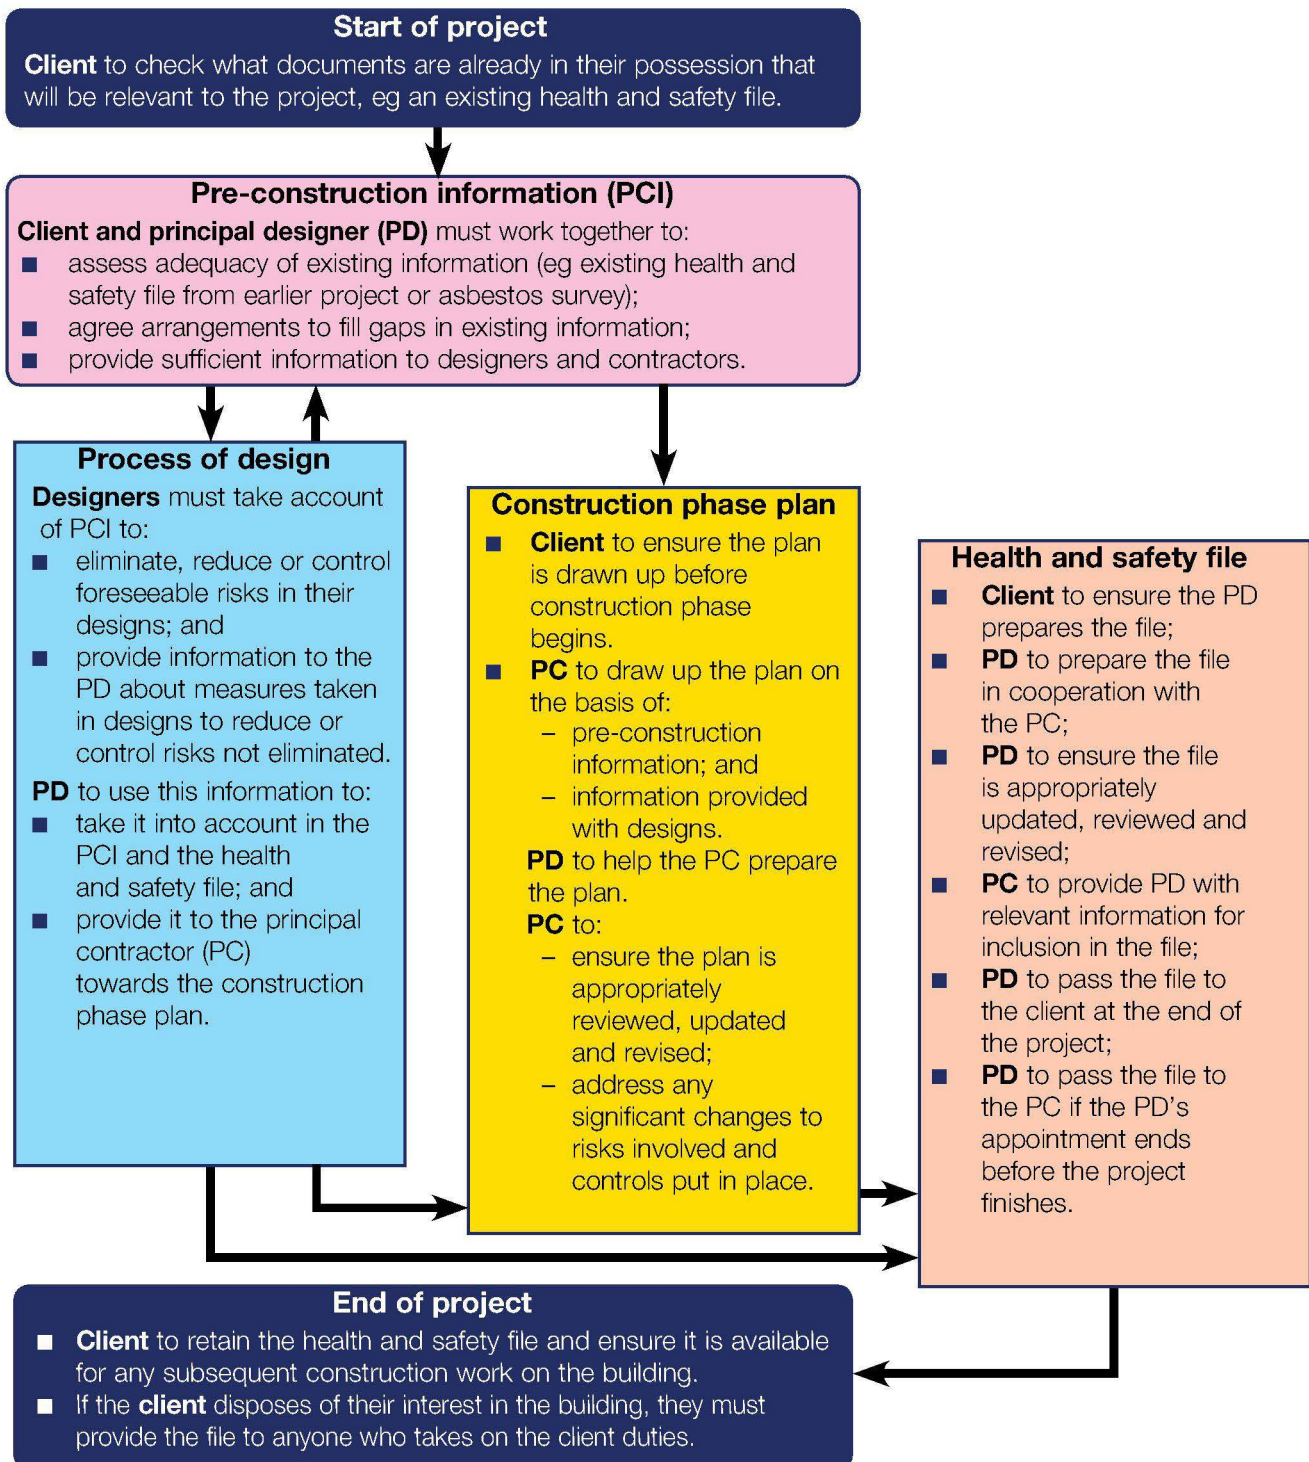 Start of project
Client to check what documents are already in their possession that
will be relevant to the project, eg an existing health and safety file.
Pre-construction information (PCI)
Client and principal designer (PD) must work together to:
■ assess adequacy of existing information (eg existing health and
safety file from earlier project or asbestos survey);
■ agree arrangements to fill gaps in existing information;
■ provide sufficient information to designers and contractors.
Process of design
Designers must take account
of PCI to:
■ eliminate, reduce or control
foreseeable risks in their
designs; and
■ provide information to the
PD about measures taken
in designs to reduce or
control risks not eliminated.
PD to use this information to:
■ take it into account in the
PCI and the health
and safety file; and
■ provide it to the principal
contractor (PC)
towards the construction
phase plan.
Construction phase plan
■ Client to ensure the plan
is drawn up before
construction phase
begins.
■ PC to draw up the plan on
the basis of:
– pre-construction
information; and
– information provided
with designs.
PD to help the PC prepare
the plan.
PC to:
– ensure the plan is
appropriately
reviewed, updated
and revised;
– address any
significant changes to
risks involved and
controls put in place.
Health and safety file
■ Client to ensure the PD
prepares the file;
■ PD to prepare the file
in cooperation with
the PC;
■ PD to ensure the file
is appropriately
updated, reviewed and
revised;
■ PC to provide PD with
relevant information for
inclusion in the file;
■ PD to pass the file to
the client at the end of
the project;
■ PD to pass the file to
the PC if the PD’s
appointment ends
before the project
finishes.
End of project
■ Client to retain the health and safety file and ensure it is available
for any subsequent construction work on the building.
■ If the client disposes of their interest in the building, they must
provide the file to anyone who takes on the client duties.